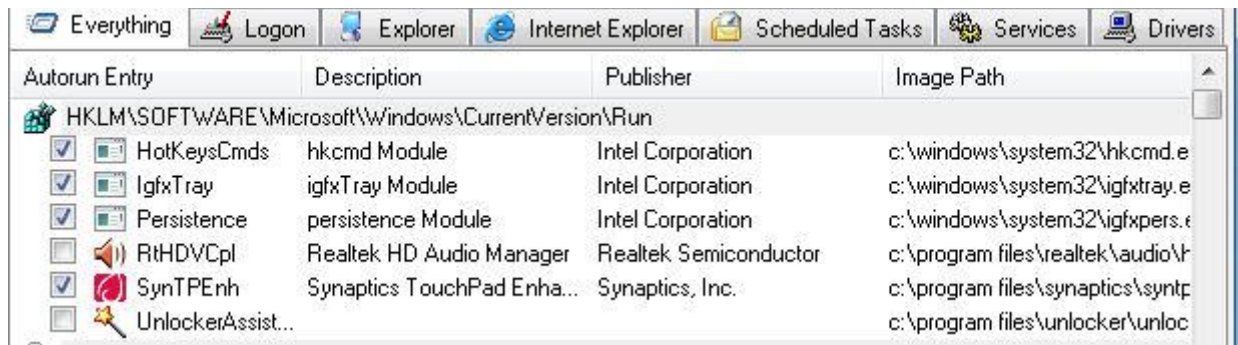 Everything Logon Explorer Internet Explorer Scheduled Tasks Services Drivers
Autorun Entry Description Publisher Image Path
HKLM\SOFTWARE\Microsoft\Windows\CurrentVersion\Run
HotKeysCmds hkcmd Module Intel Corporation c:\windows\system32\hkcmd.e
IgfxTray igfxTray Module Intel Corporation c:\windows\system32\igfxtray.e
Persistence persistence Module Intel Corporation c:\windows\system32\igfxpers.e
RtHDVCpl Realtek HD Audio Manager Realtek Semiconductor c:\program files\realtek\audio\h
SynTPEnh Synaptics TouchPad Enha... Synaptics, Inc. c:\program files\synaptics\syntp
UnlockerAssist... c:\program files\unlocker\unloc